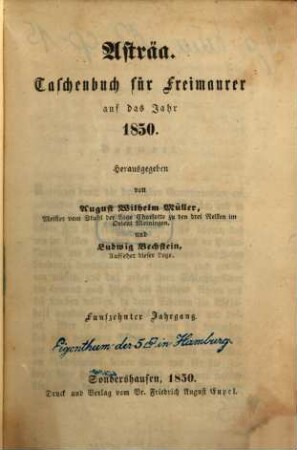 Asträa.
Taschenbuch für Freimaurer
auf das Jahr
1850.
Herausgegeben
von
August Wilhelm Müller,
Meister vom Stuhl der Loge Charlotte zu den drei Nelken im
Orient Meiningen,
und
Ludwig Bechstein,
Aufseher dieser Loge.
Funfzehnter Jahrgang.
Eigenthum der 5 in Hamburg.
Sondershausen, 1850.
Druck und Verlag vom Br. Friedrich August Eupel.